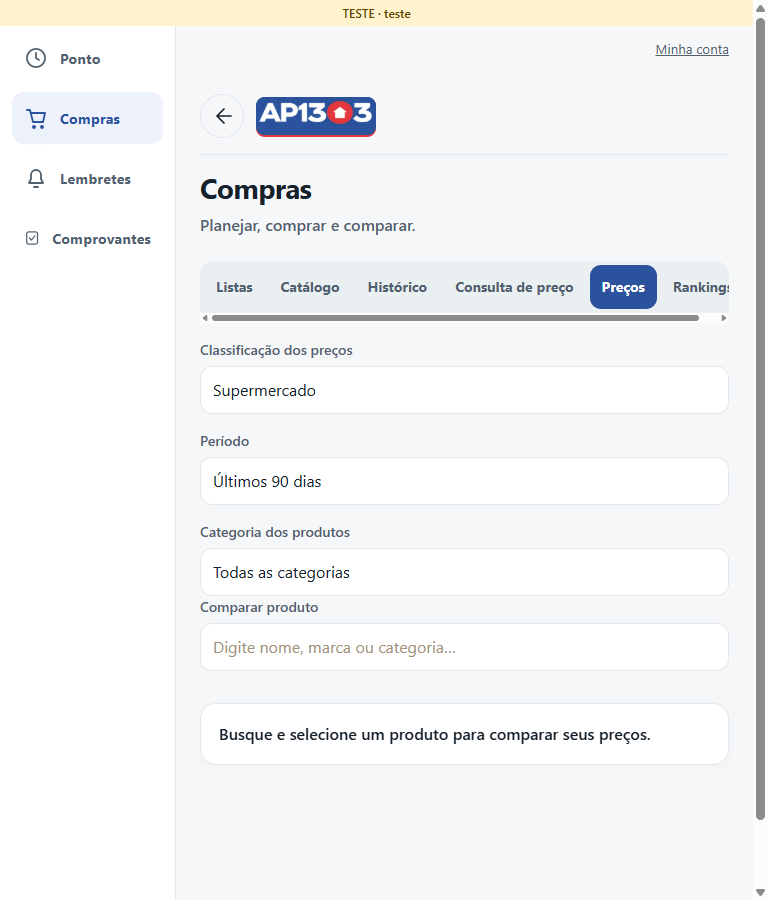 TESTE · teste
Ponto
Compras
Lembretes
Comprovantes
Minha conta
AP1303
Compras
Planejar, comprar e comparar.
Listas Catálogo Histórico Consulta de preço Preços Rankings
Classificação dos preços
Supermercado
Período
Últimos 90 dias
Categoria dos produtos
Todas as categorias
Comparar produto
Digite nome, marca ou categoria...
Busque e selecione um produto para comparar seus preços.